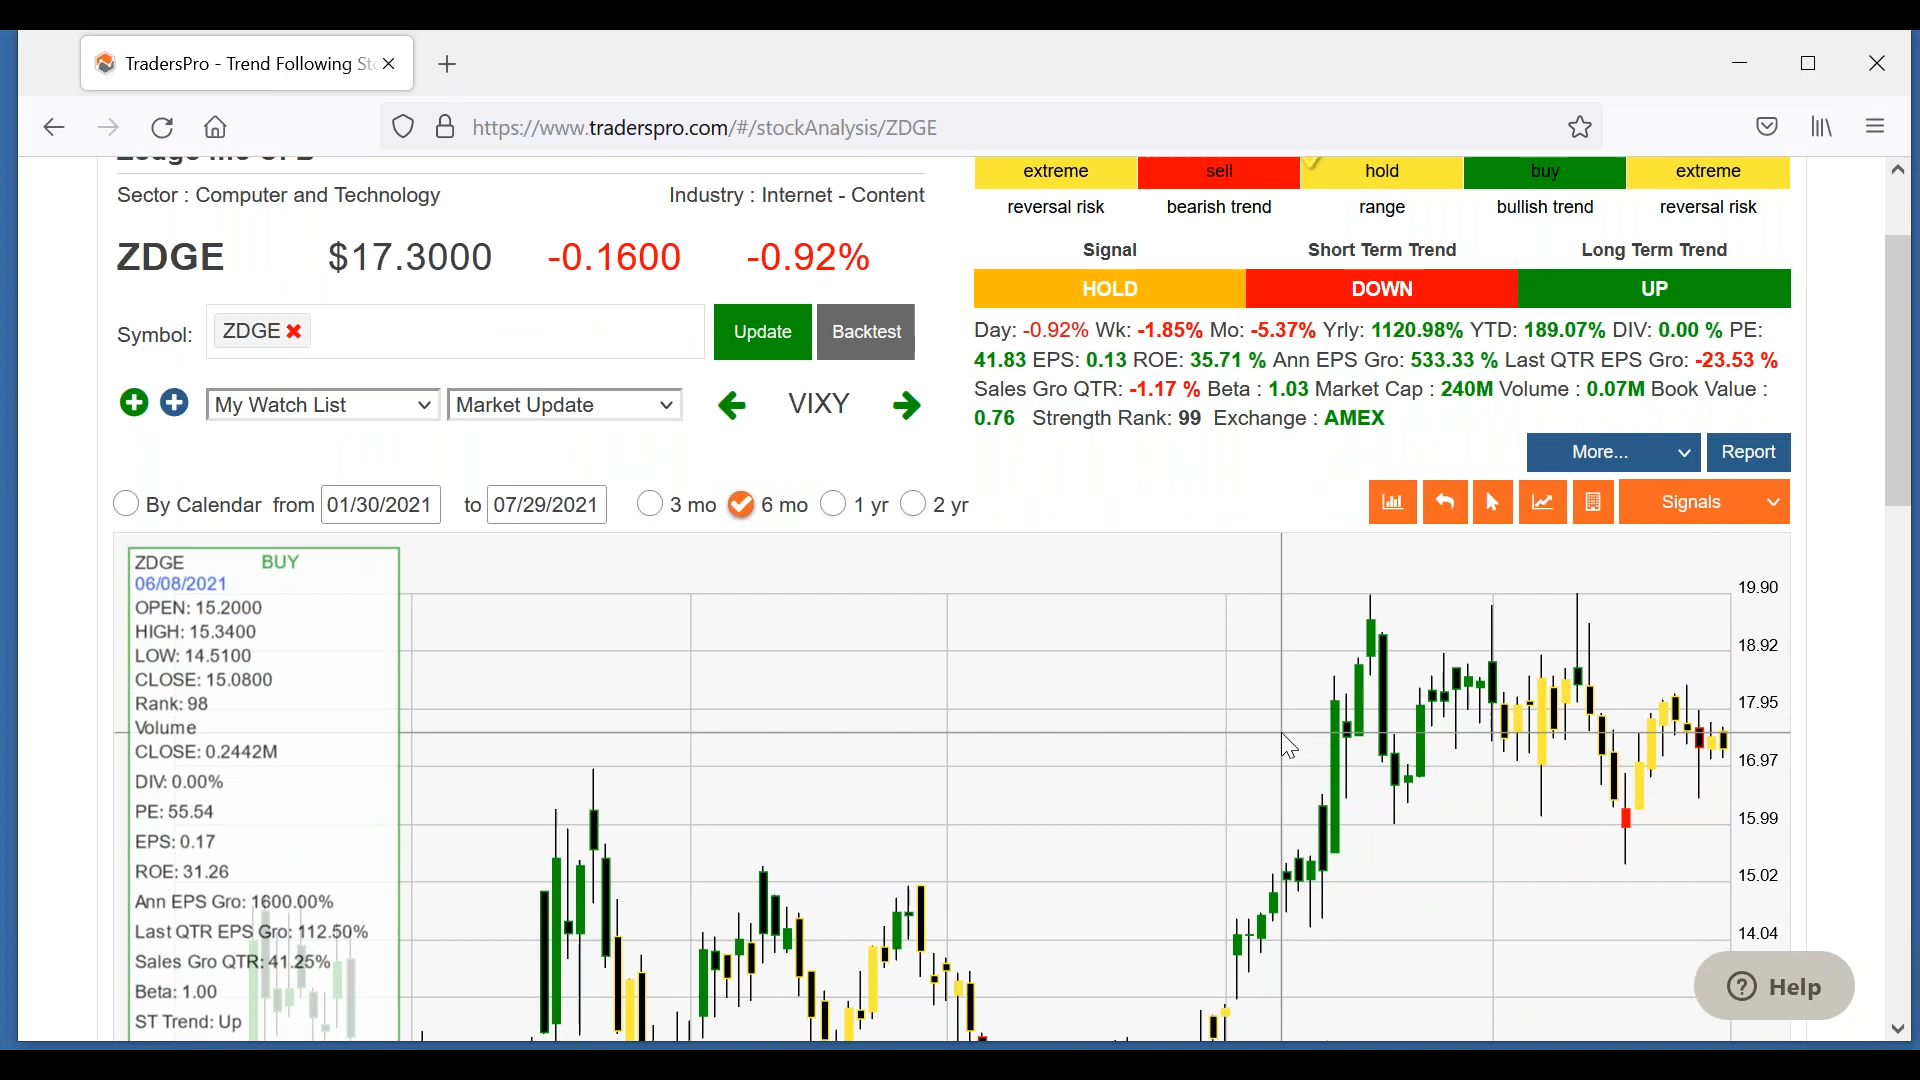 TradersPro - Trend Following Sto
https://www.traderspro.com/#/stockAnalysis/ZDGE
Zedge Inc Cl B
extreme sell hold buy extreme
reversal risk bearish trend range bullish trend reversal risk
Sector : Computer and Technology Industry : Internet - Content
ZDGE $17.3000 -0.1600 -0.92%
Signal Short Term Trend Long Term Trend
HOLD DOWN UP
Symbol: ZDGE Update Backtest
Day: -0.92% Wk: -1.85% Mo: -5.37% Yrly: 1120.98% YTD: 189.07% DIV: 0.00 % PE:
41.83 EPS: 0.13 ROE: 35.71 % Ann EPS Gro: 533.33 % Last QTR EPS Gro: -23.53 %
Sales Gro QTR: -1.17 % Beta : 1.03 Market Cap : 240M Volume : 0.07M Book Value :
0.76 Strength Rank: 99 Exchange : AMEX
My Watch List Market Update VIXY
More... Report
By Calendar from 01/30/2021 to 07/29/2021 3 mo 6 mo 1 yr 2 yr
Signals
ZDGE BUY
06/08/2021
OPEN: 15.2000
HIGH: 15.3400
LOW: 14.5100
CLOSE: 15.0800
Rank: 98
Volume
CLOSE: 0.2442M
DIV: 0.00%
PE: 55.54
EPS: 0.17
ROE: 31.26
Ann EPS Gro: 1600.00%
Last QTR EPS Gro: 112.50%
Sales Gro QTR: 41.25%
Beta: 1.00
ST Trend: Up
19.90
18.92
17.95
16.97
15.99
15.02
14.04
Help